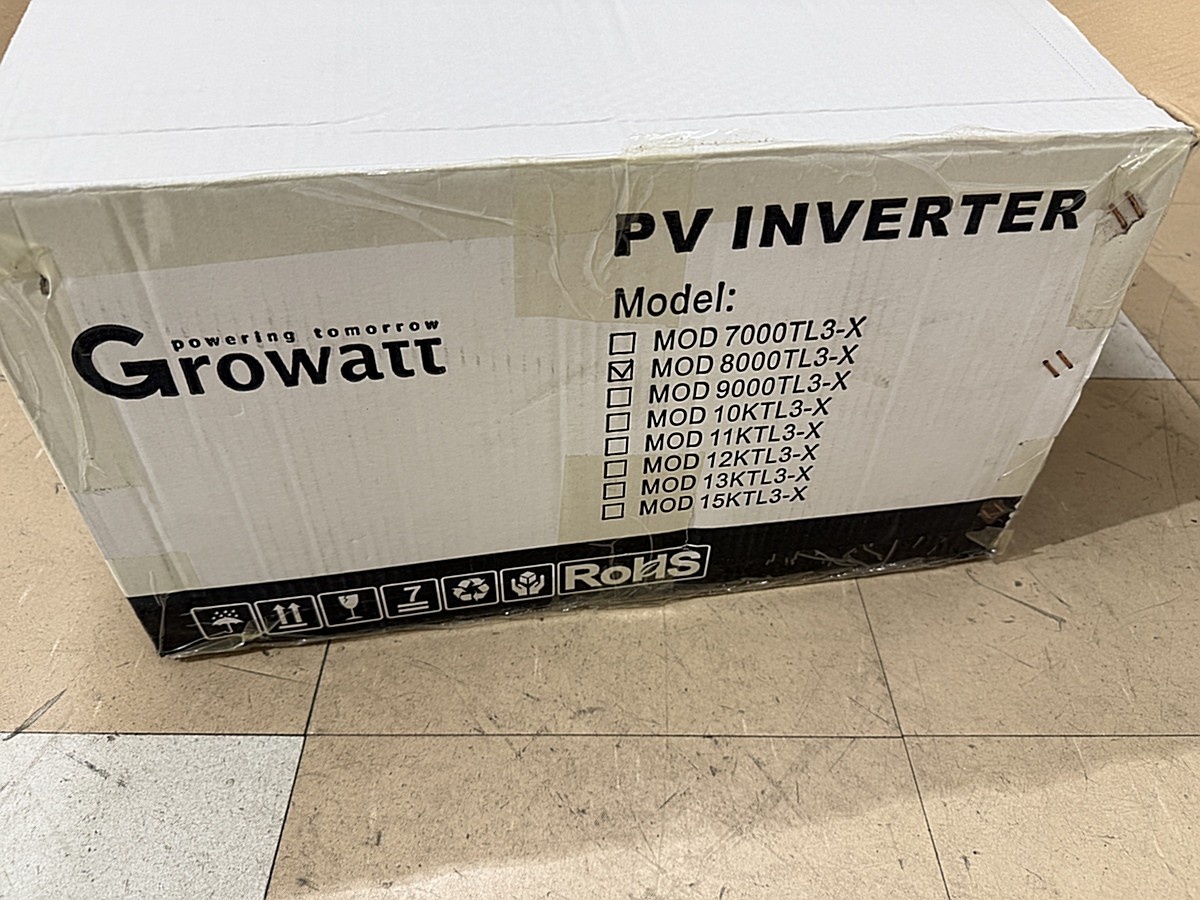 PV INVERTER
powering tomorrow
Growatt
Model:
MOD 7000TL3-X
MOD 8000TL3-X
MOD 9000TL3-X
MOD 10KTL3-X
MOD 11KTL3-X
MOD 12KTL3-X
MOD 13KTL3-X
MOD 15KTL3-X
7
RoHS